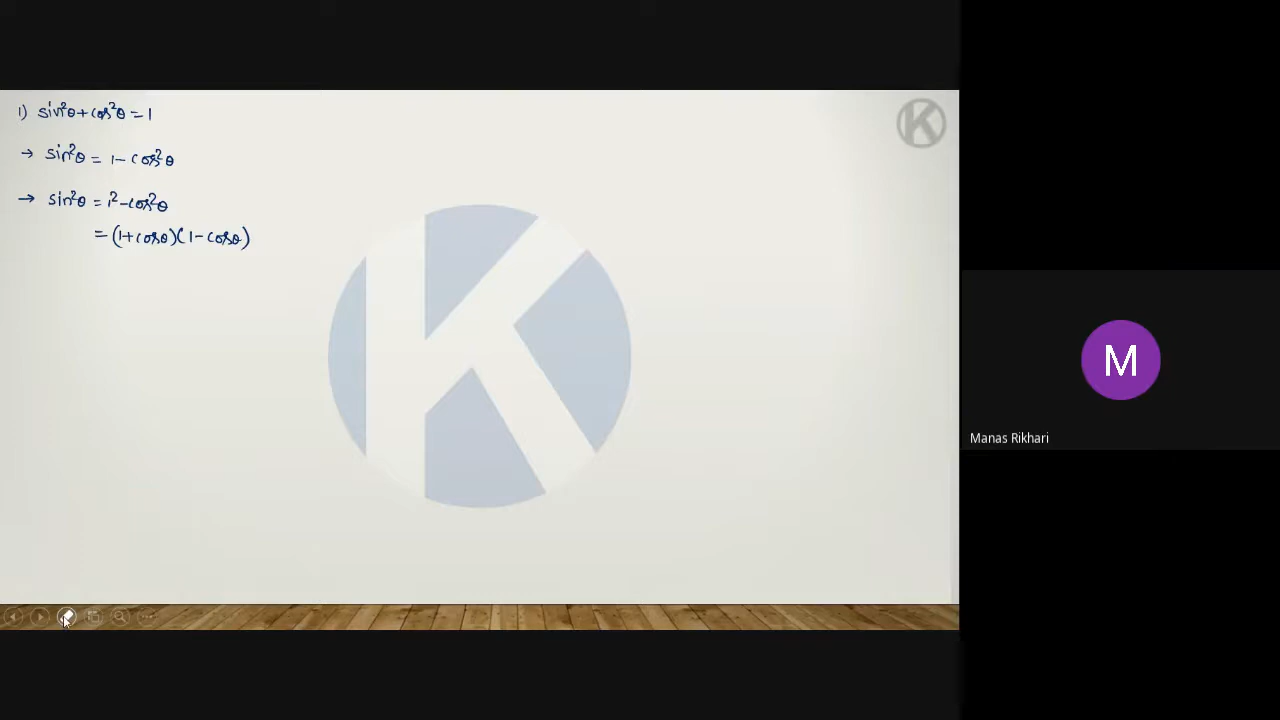 1) sin²θ+cos²θ=1
→ sin²θ = 1-cos²θ
→ sin²θ = 1²-cos²θ
= (1+cosθ)(1-cosθ)
K
K
M
Manas Rikhari